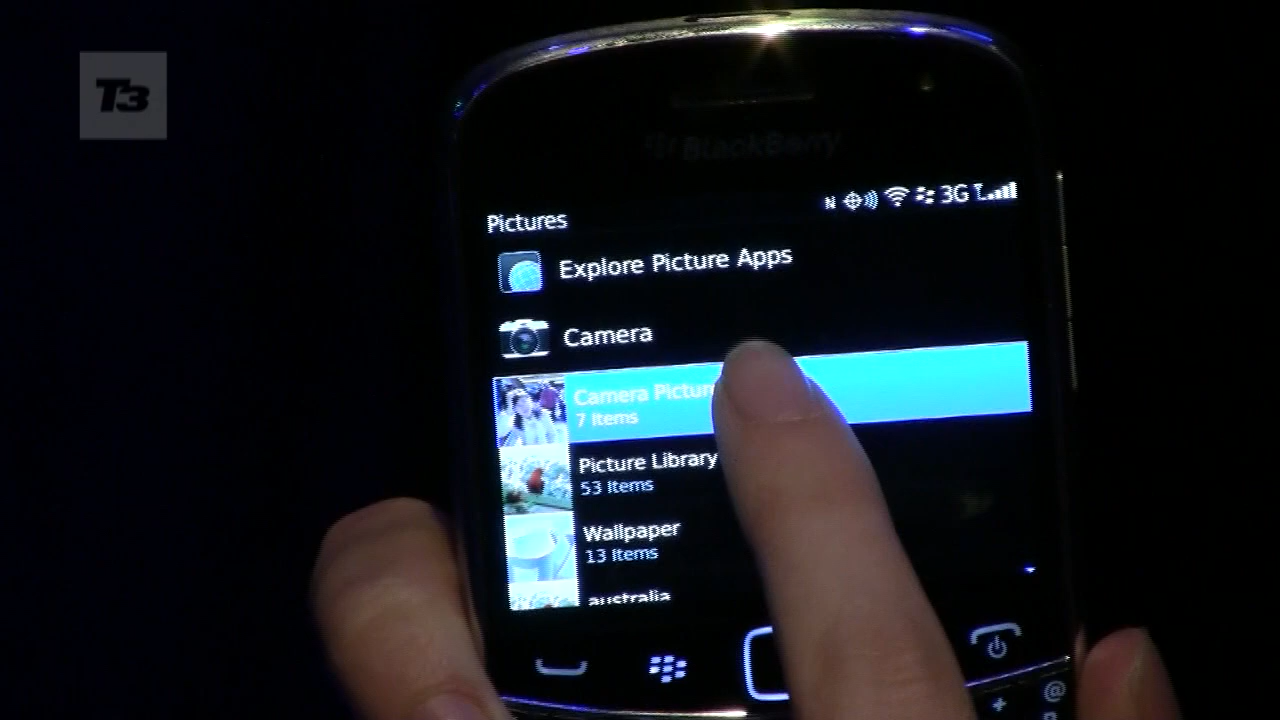 T3
BlackBerry
N 3G
Pictures
Explore Picture Apps
Camera
Camera Pictur
7 Items
Picture Library
53 Items
Wallpaper
13 Items
australia
@
+